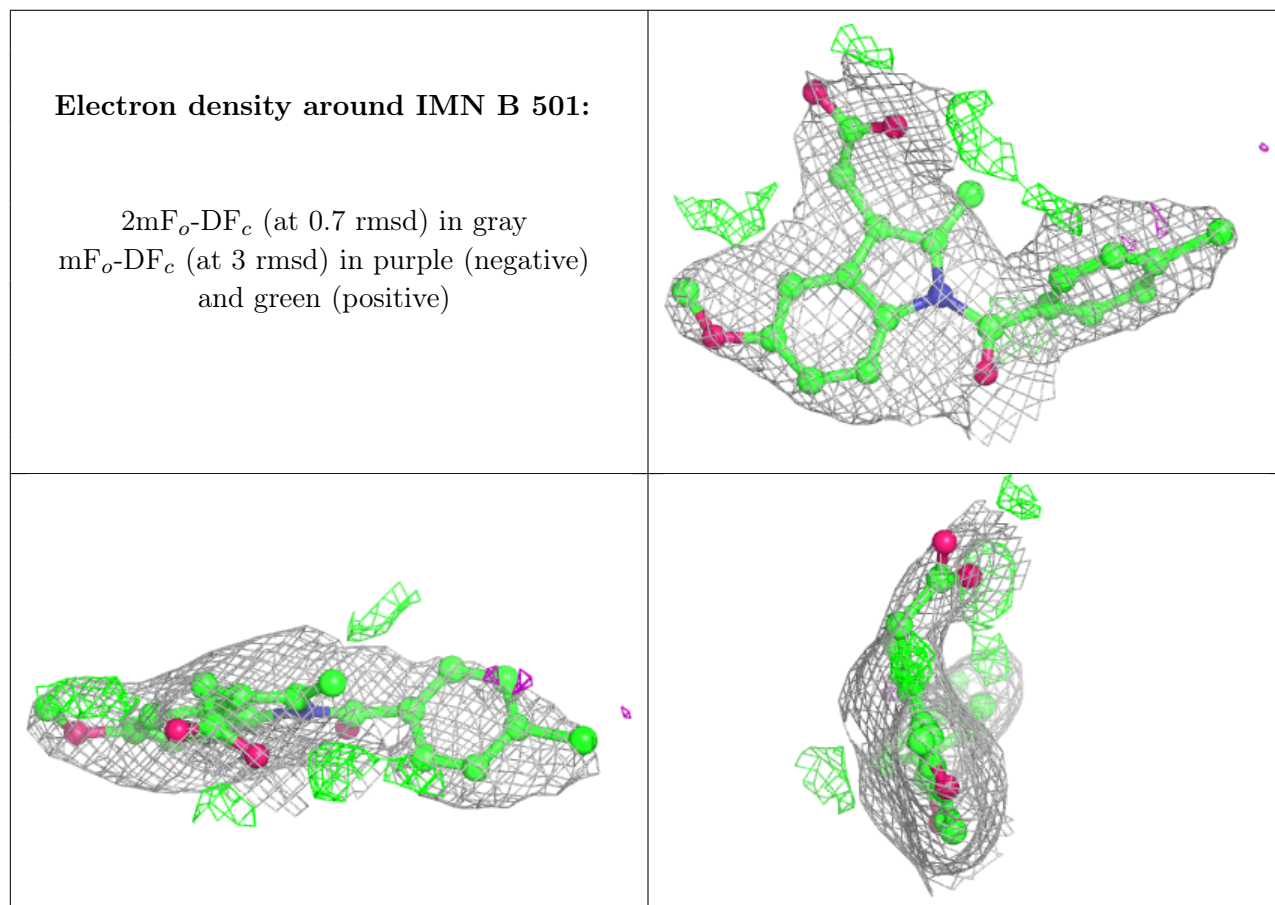 Electron density around IMN B 501:
2mFo-DFc (at 0.7 rmsd) in gray
mFo-DFc (at 3 rmsd) in purple (negative)
and green (positive)